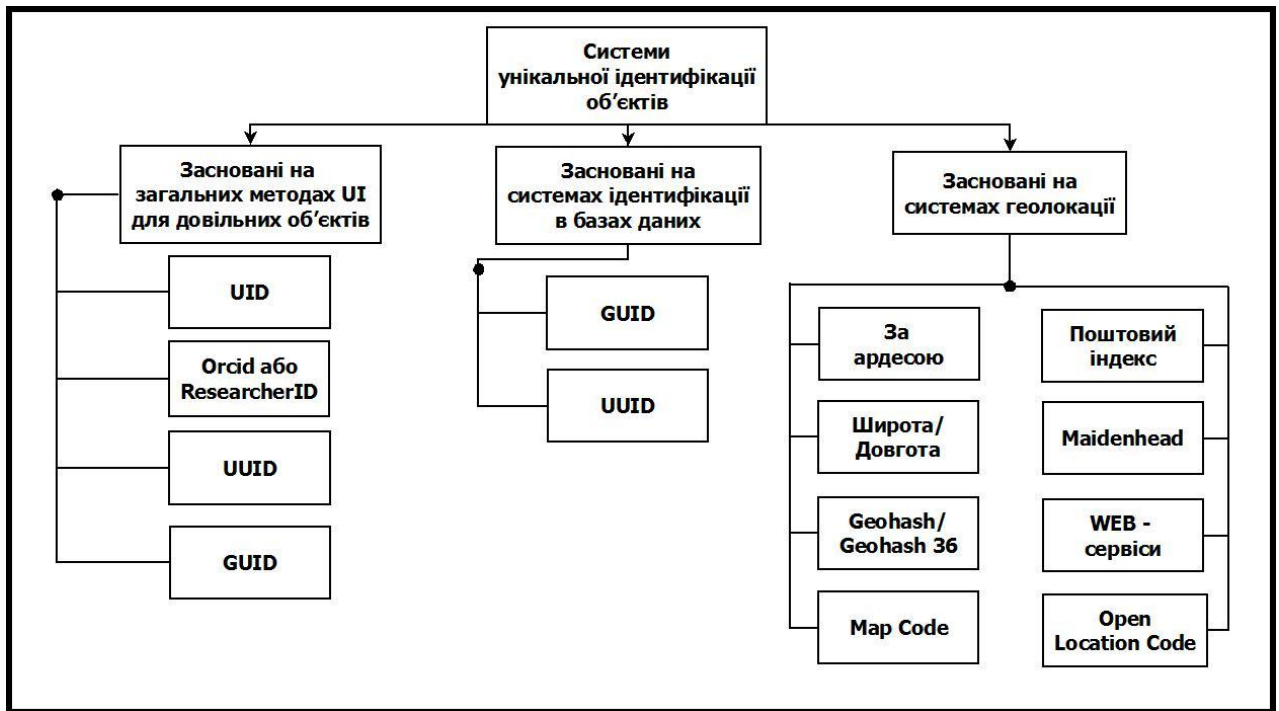 Системи
унікальної ідентифікації
об’єктів
Засновані на
загальних методах UI
для довільних об’єктів
UID
Orcid або
ResearcherID
UUID
GUID
Засновані на
системах ідентифікації
в базах даних
GUID
UUID
Засновані на
системах геолокації
За
ардесою
Широта/
Довгота
Geohash/
Geohash 36
Map Code
Поштовий
індекс
Maidenhead
WEB -
сервіси
Open
Location Code